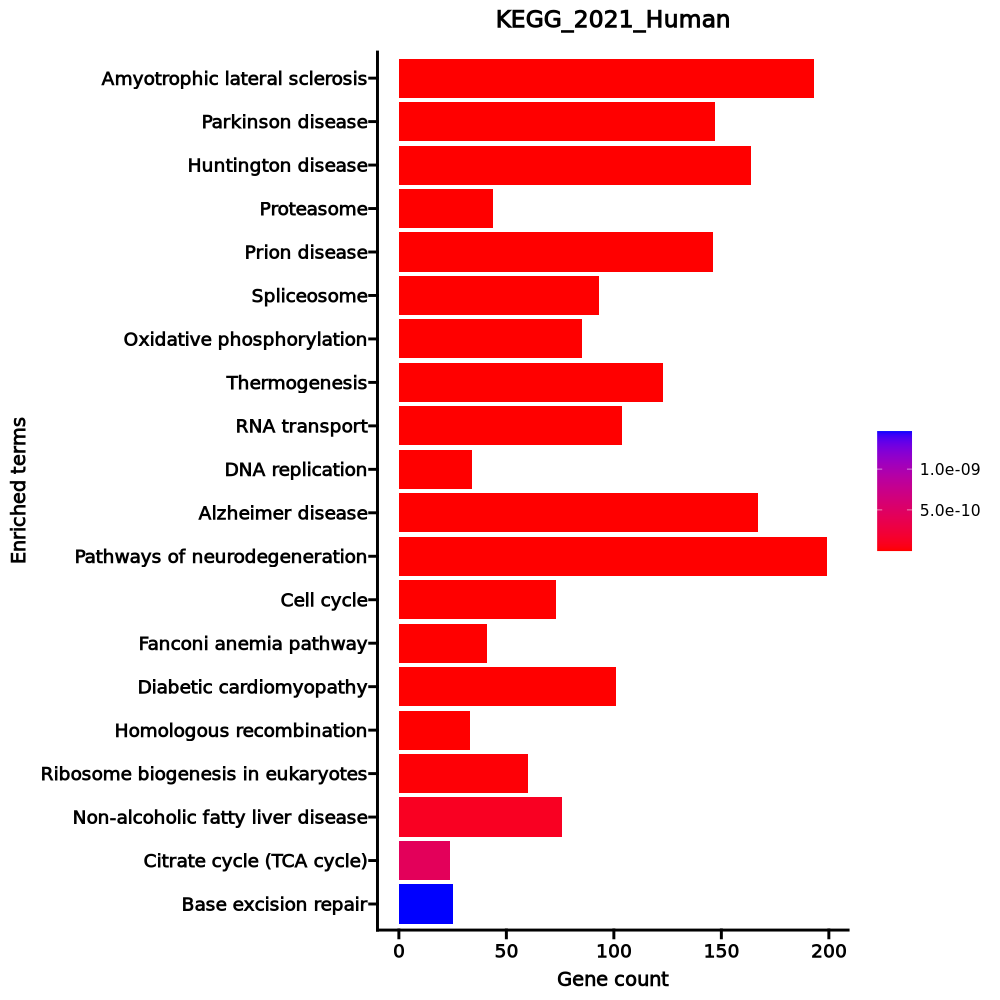 KEGG_2021_Human
Amyotrophic lateral sclerosis
Parkinson disease
Huntington disease
Proteasome
Prion disease
Spliceosome
Oxidative phosphorylation
Thermogenesis
RNA transport
DNA replication
Alzheimer disease
Pathways of neurodegeneration
Cell cycle
Fanconi anemia pathway
Diabetic cardiomyopathy
Homologous recombination
Ribosome biogenesis in eukaryotes
Non-alcoholic fatty liver disease
Citrate cycle (TCA cycle)
Base excision repair
Enriched terms
0 50 100 150 200
Gene count
1.0e-09
5.0e-10